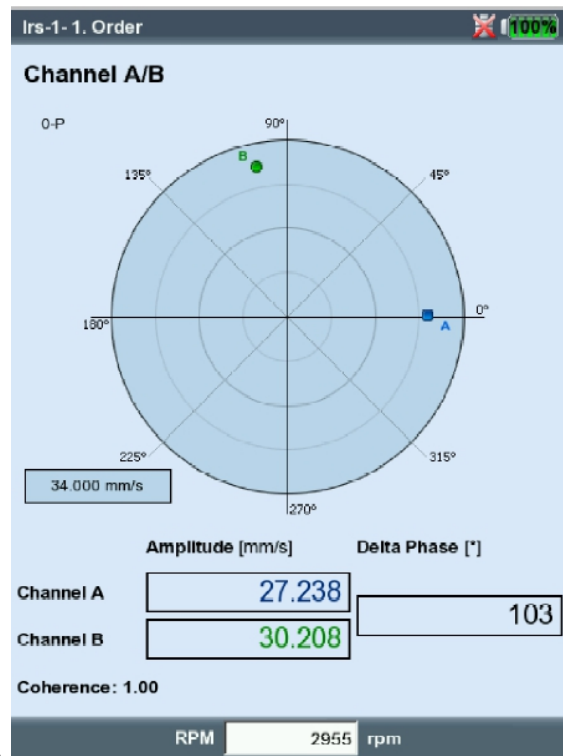 Irs-1- 1. Order 100%
Channel A/B
0-P
90°
B
135° 45°
180° 0°
A
225° 315°
34.000 mm/s
270°
Amplitude [mm/s] Delta Phase [°]
Channel A 27.238
103
Channel B 30.208
Coherence: 1.00
RPM 2955 rpm